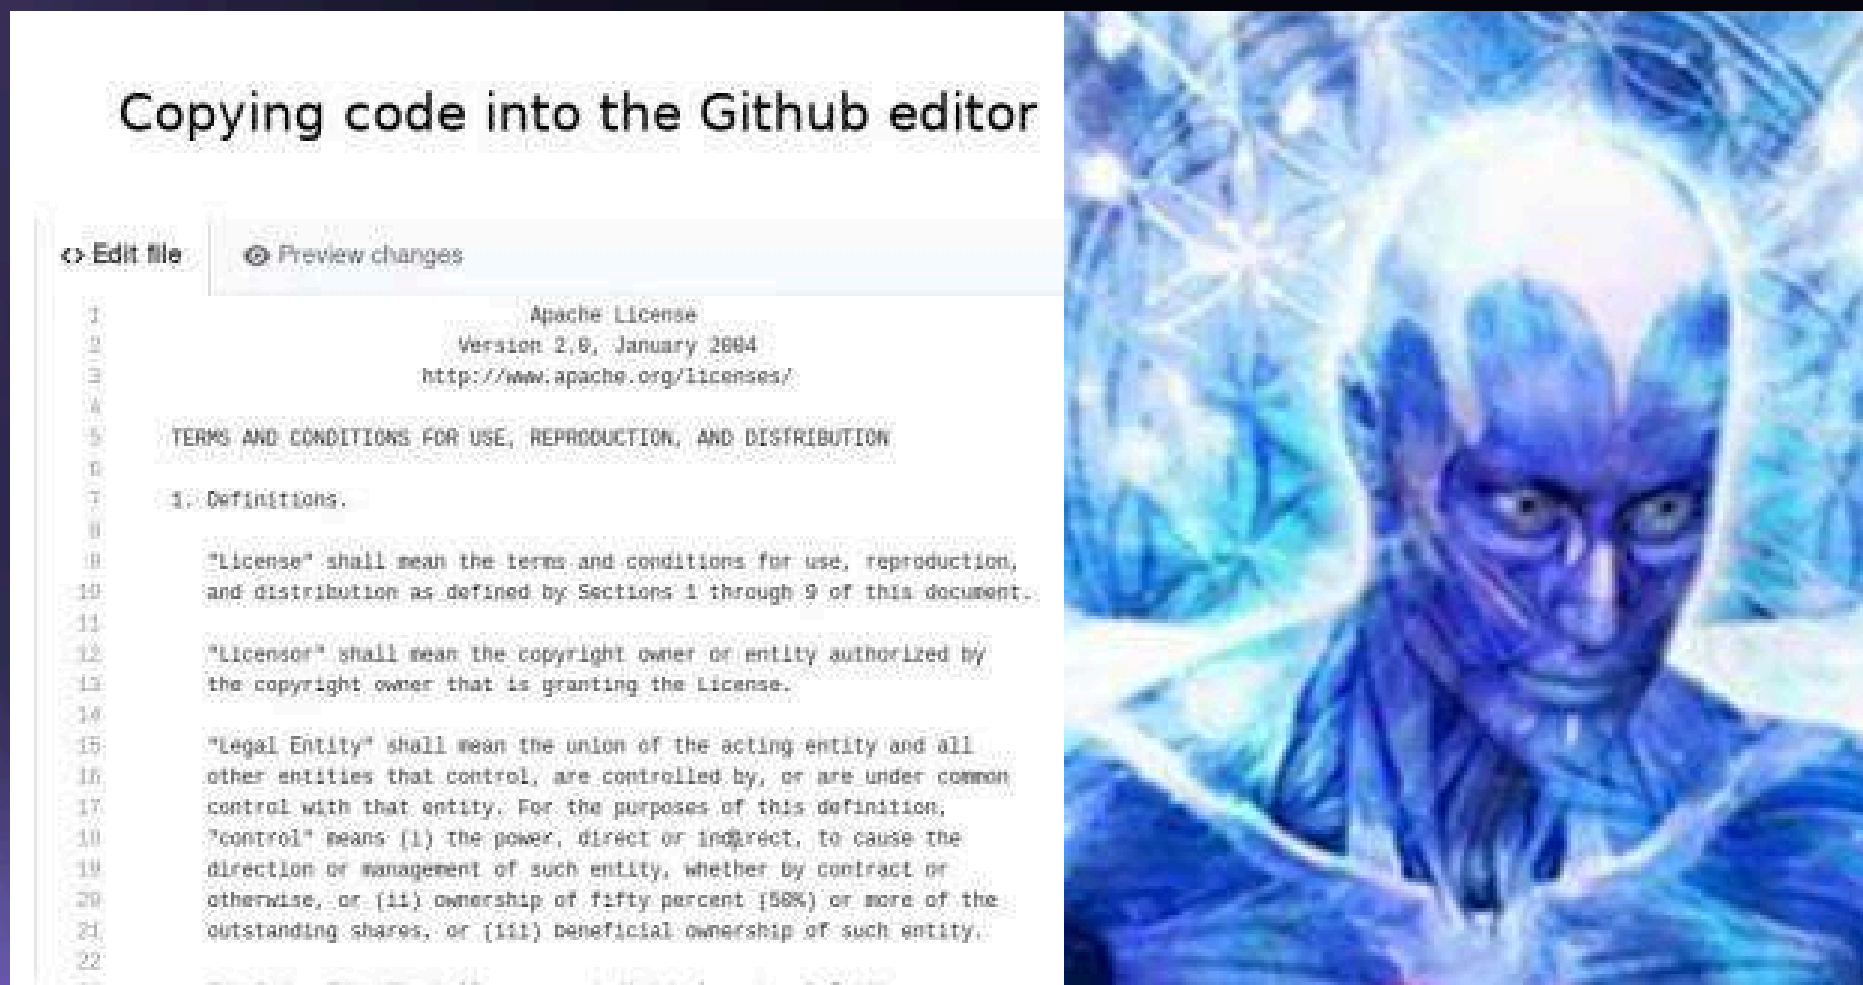 Copying code into the Github editor
<> Edit file
Preview changes
1 Apache License
2 Version 2.0, January 2004
3 http://www.apache.org/licenses/
4
5 TERMS AND CONDITIONS FOR USE, REPRODUCTION, AND DISTRIBUTION
6
7 1. Definitions.
8
9 "License" shall mean the terms and conditions for use, reproduction,
10 and distribution as defined by Sections 1 through 9 of this document.
11
12 "Licensor" shall mean the copyright owner or entity authorized by
13 the copyright owner that is granting the License.
14
15 "Legal Entity" shall mean the union of the acting entity and all
16 other entities that control, are controlled by, or are under common
17 control with that entity. For the purposes of this definition,
18 "control" means (i) the power, direct or indirect, to cause the
19 direction or management of such entity, whether by contract or
20 otherwise, or (ii) ownership of fifty percent (50%) or more of the
21 outstanding shares, or (iii) beneficial ownership of such entity.
22